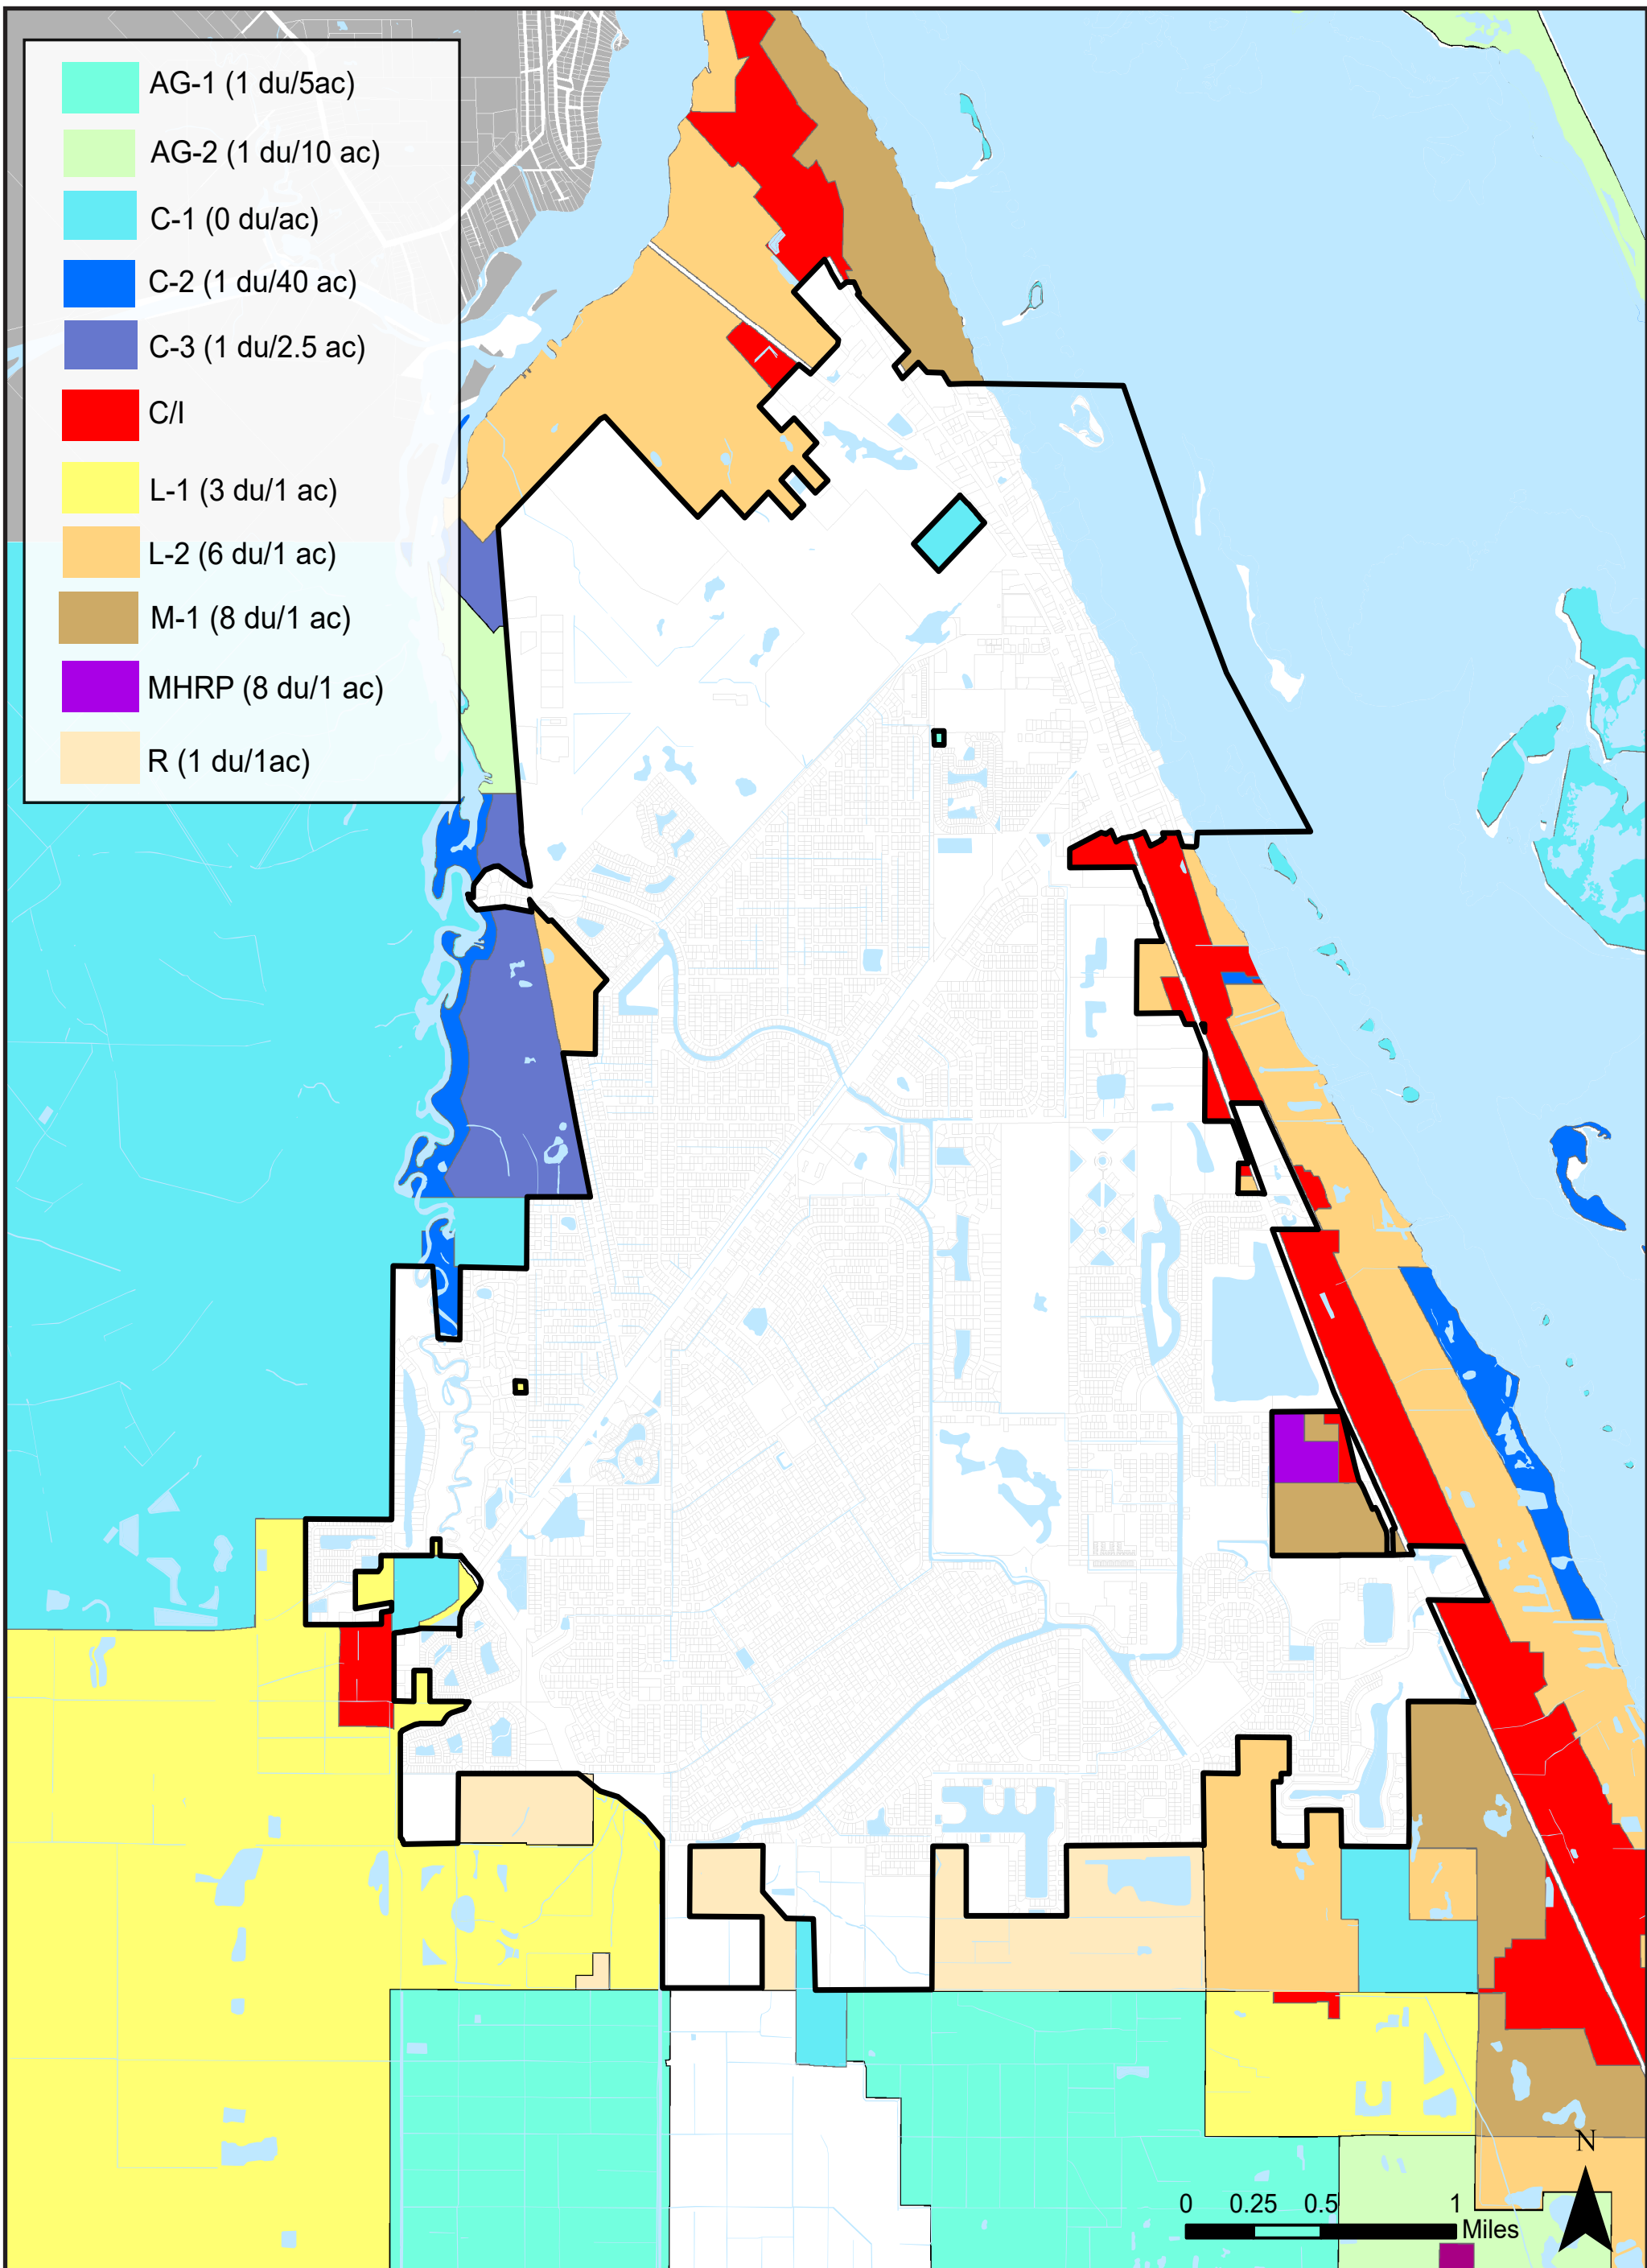 AG-1 (1 du/5ac)
AG-2 (1 du/10 ac)
C-1 (0 du/ac)
C-2 (1 du/40 ac)
C-3 (1 du/2.5 ac)
C/I
L-1 (3 du/1 ac)
L-2 (6 du/1 ac)
M-1 (8 du/1 ac)
MHRP (8 du/1 ac)
R (1 du/1ac)
N
0 0.25 0.5 1
Miles